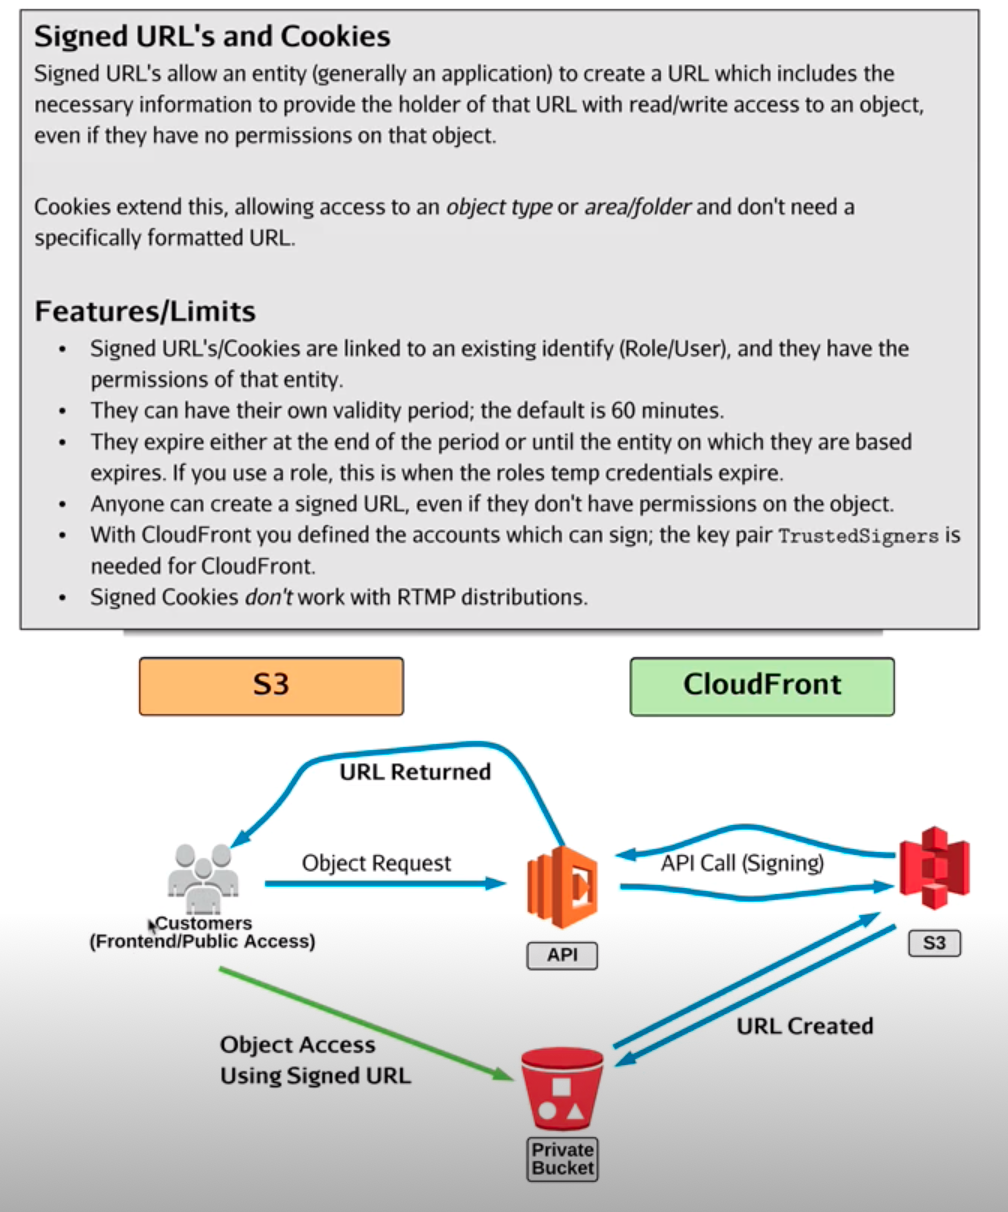 Signed URL's and Cookies
Signed URL's allow an entity (generally an application) to create a URL which includes the
necessary information to provide the holder of that URL with read/write access to an object,
even if they have no permissions on that object.
Cookies extend this, allowing access to an object type or area/folder and don't need a
specifically formatted URL.
Features/Limits
• Signed URL's/Cookies are linked to an existing identify (Role/User), and they have the
permissions of that entity.
• They can have their own validity period; the default is 60 minutes.
• They expire either at the end of the period or until the entity on which they are based
expires. If you use a role, this is when the roles temp credentials expire.
• Anyone can create a signed URL, even if they don't have permissions on the object.
• With CloudFront you defined the accounts which can sign; the key pair TrustedSigners is
needed for CloudFront.
• Signed Cookies don't work with RTMP distributions.
S3
CloudFront
URL Returned
Object Request
API Call (Signing)
Customers
(Frontend/Public Access)
API
S3
URL Created
Object Access
Using Signed URL
Private
Bucket